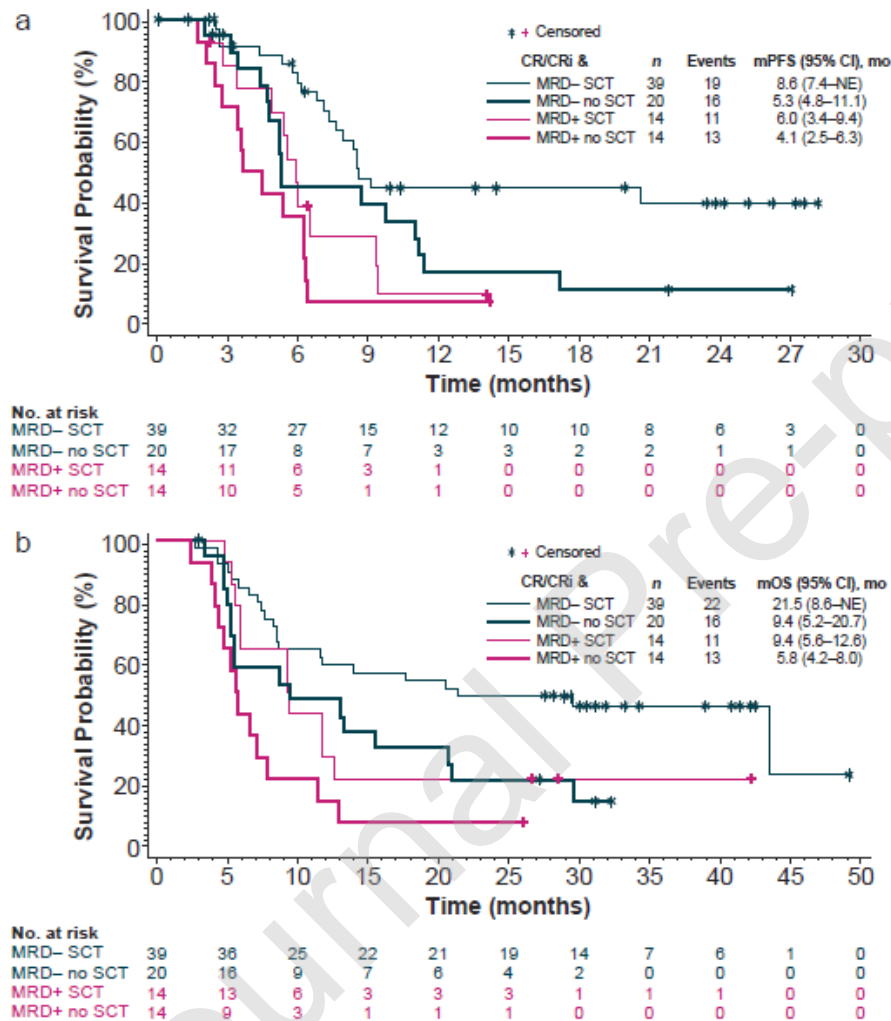 a
Survival Probability (%)
100
80
60
40
20
0
Censored
CR/CRi & n Events mPFS (95% CI), mo
MRD– SCT 39 19 8.6 (7.4–NE)
MRD– no SCT 20 16 5.3 (4.8–11.1)
MRD+ SCT 14 11 6.0 (3.4–9.4)
MRD+ no SCT 14 13 4.1 (2.5–6.3)
0 3 6 9 12 15 18 21 24 27 30
Time (months)
No. at risk
MRD– SCT 39 32 27 15 12 10 10 8 6 3 0
MRD– no SCT 20 17 8 7 3 3 2 2 1 1 0
MRD+ SCT 14 11 6 3 1 0 0 0 0 0 0
MRD+ no SCT 14 10 5 1 1 0 0 0 0 0 0
b
Survival Probability (%)
100
80
60
40
20
0
Censored
CR/CRi & n Events mOS (95% CI), mo
MRD– SCT 39 22 21.5 (8.6–NE)
MRD– no SCT 20 16 9.4 (5.2–20.7)
MRD+ SCT 14 11 9.4 (5.6–12.6)
MRD+ no SCT 14 13 5.8 (4.2–8.0)
0 5 10 15 20 25 30 35 40 45 50
Time (months)
No. at risk
MRD– SCT 39 36 25 22 21 19 14 7 6 1 0
MRD– no SCT 20 16 9 7 6 4 2 0 0 0 0
MRD+ SCT 14 13 6 3 3 3 1 1 1 0 0
MRD+ no SCT 14 9 3 1 1 1 0 0 0 0 0
Journal Pre-p